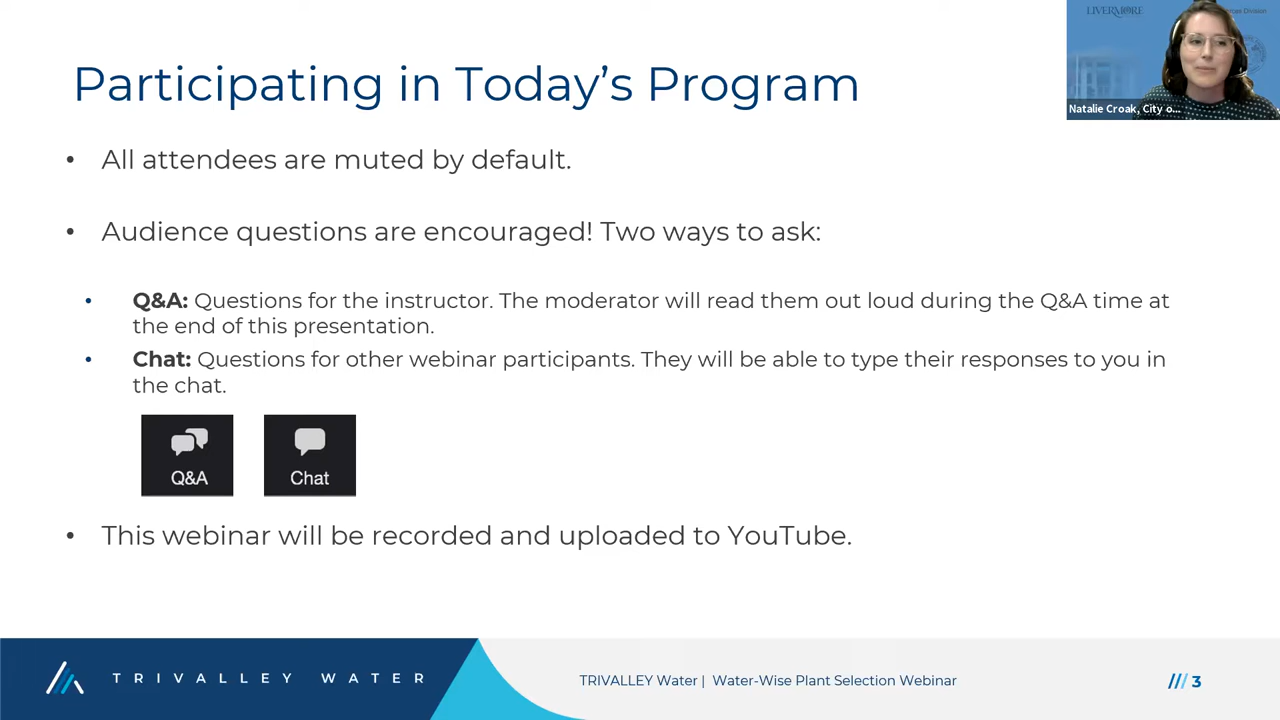 LIVERMORE
Division
Natalie Croak, City o...
Participating in Today's Program
• All attendees are muted by default.
• Audience questions are encouraged! Two ways to ask:
• Q&A: Questions for the instructor. The moderator will read them out loud during the Q&A time at
the end of this presentation.
• Chat: Questions for other webinar participants. They will be able to type their responses to you in
the chat.
Q&A
Chat
• This webinar will be recorded and uploaded to YouTube.
TRIVALLEY WATER
TRIVALLEY Water | Water-Wise Plant Selection Webinar
/// 3